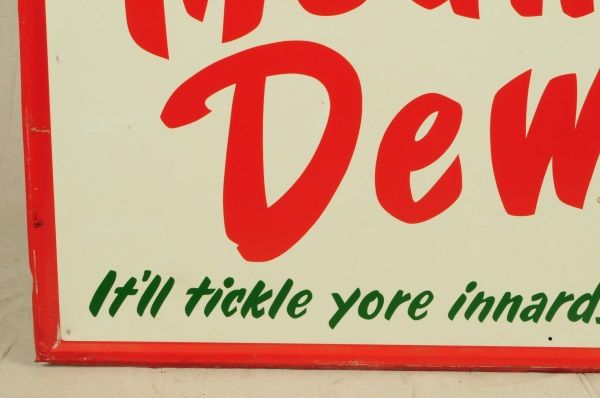 Dew
It'll tickle yore innards